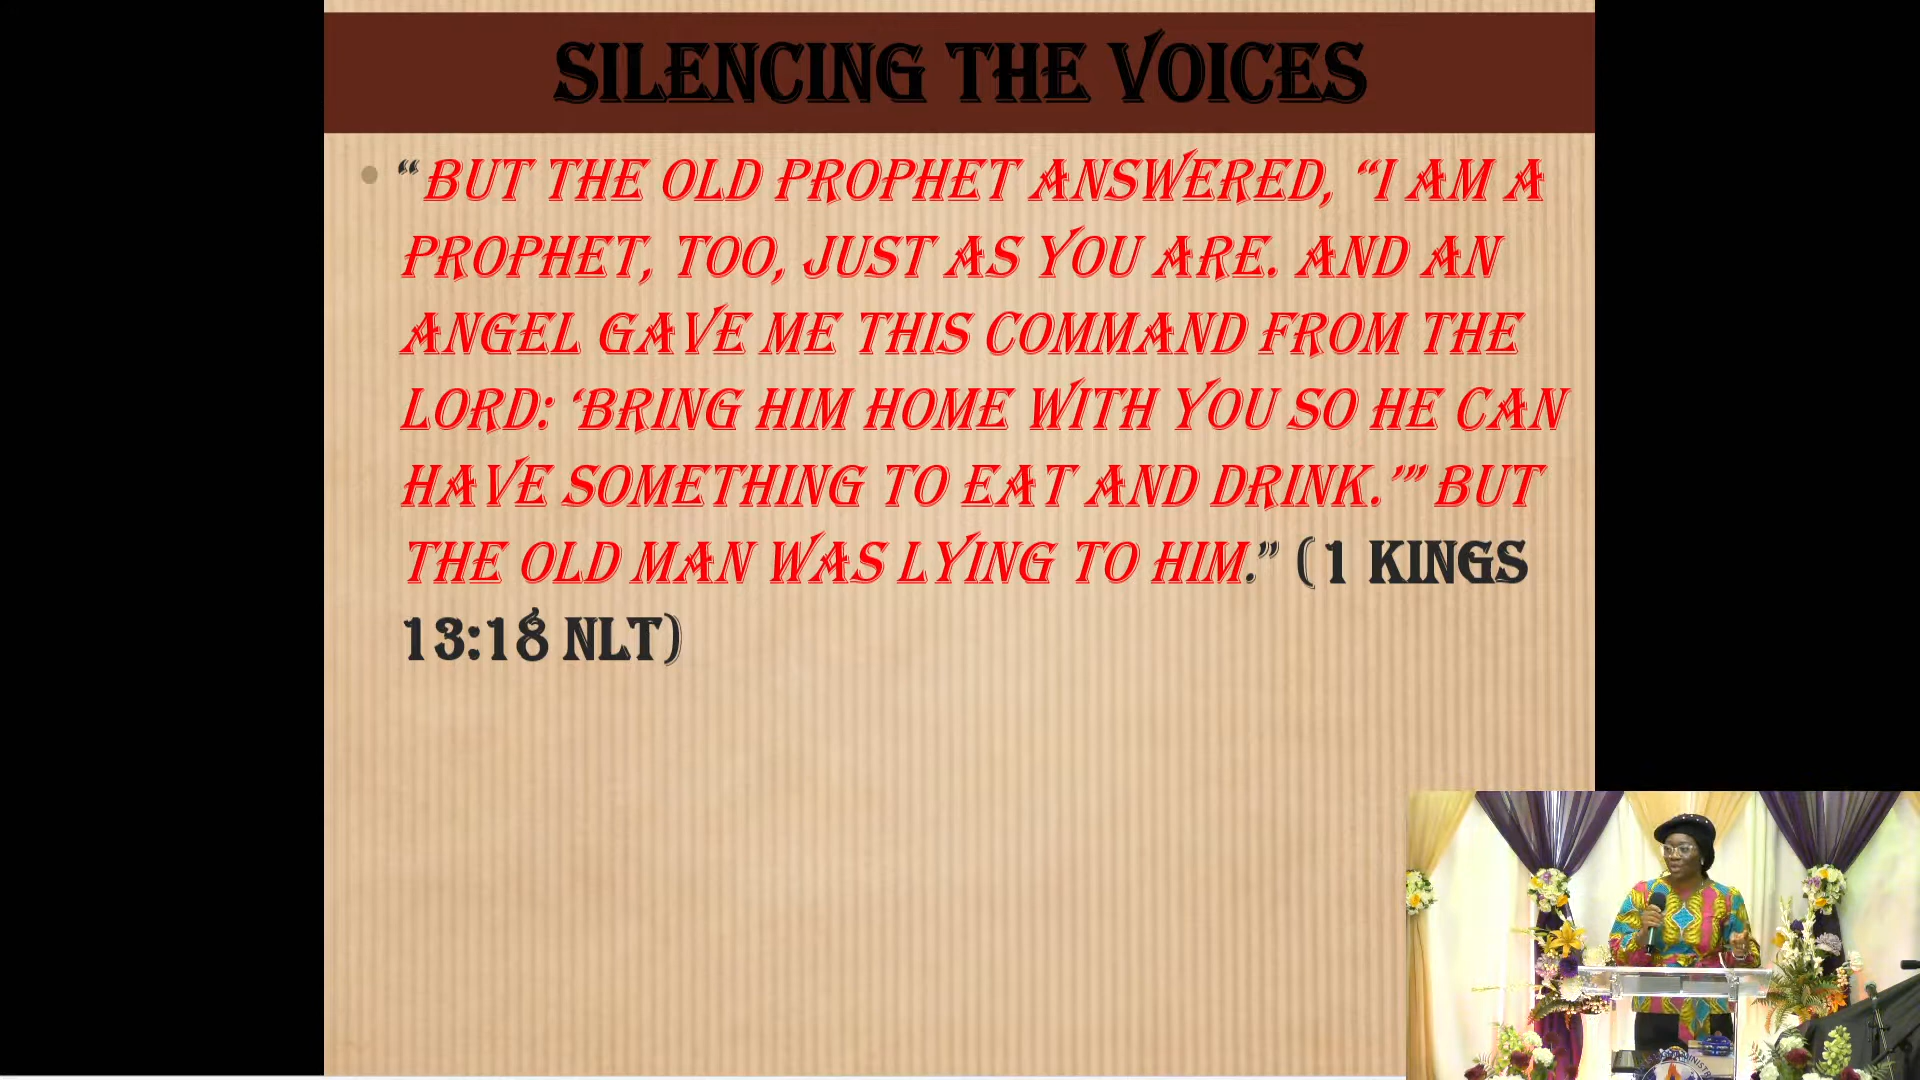 SILENCING THE VOICES
• “BUT THE OLD PROPHET ANSWERED, “I AM A
PROPHET, TOO, JUST AS YOU ARE. AND AN
ANGEL GAVE ME THIS COMMAND FROM THE
LORD: ‘BRING HIM HOME WITH YOU SO HE CAN
HAVE SOMETHING TO EAT AND DRINK.’” BUT
THE OLD MAN WAS LYING TO HIM.” (1 KINGS
13:18 NLT)